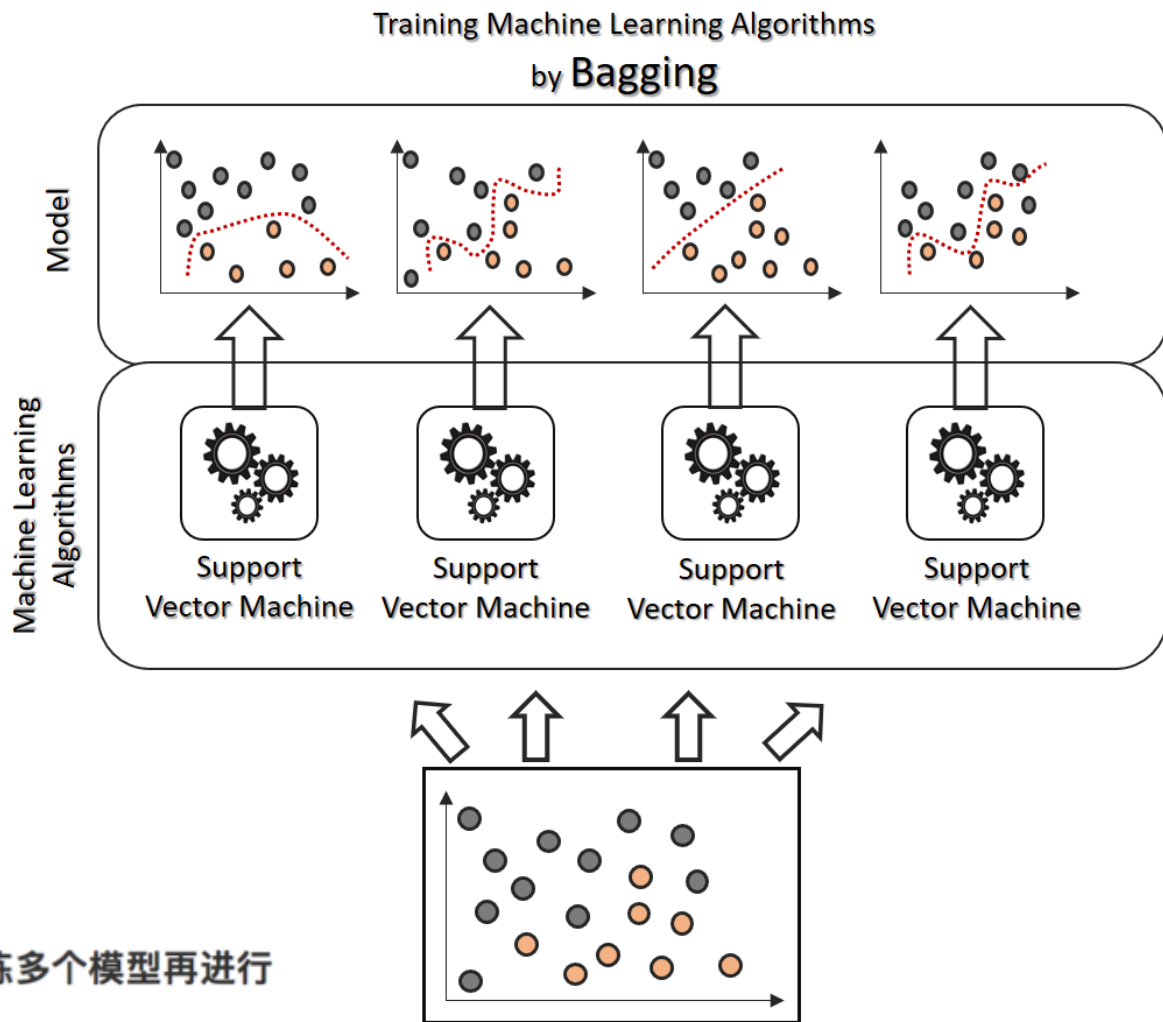 Training Machine Learning Algorithms
by Bagging
Model
Machine Learning
Algorithms
Support
Vector Machine
Support
Vector Machine
Support
Vector Machine
Support
Vector Machine
多个模型再进行